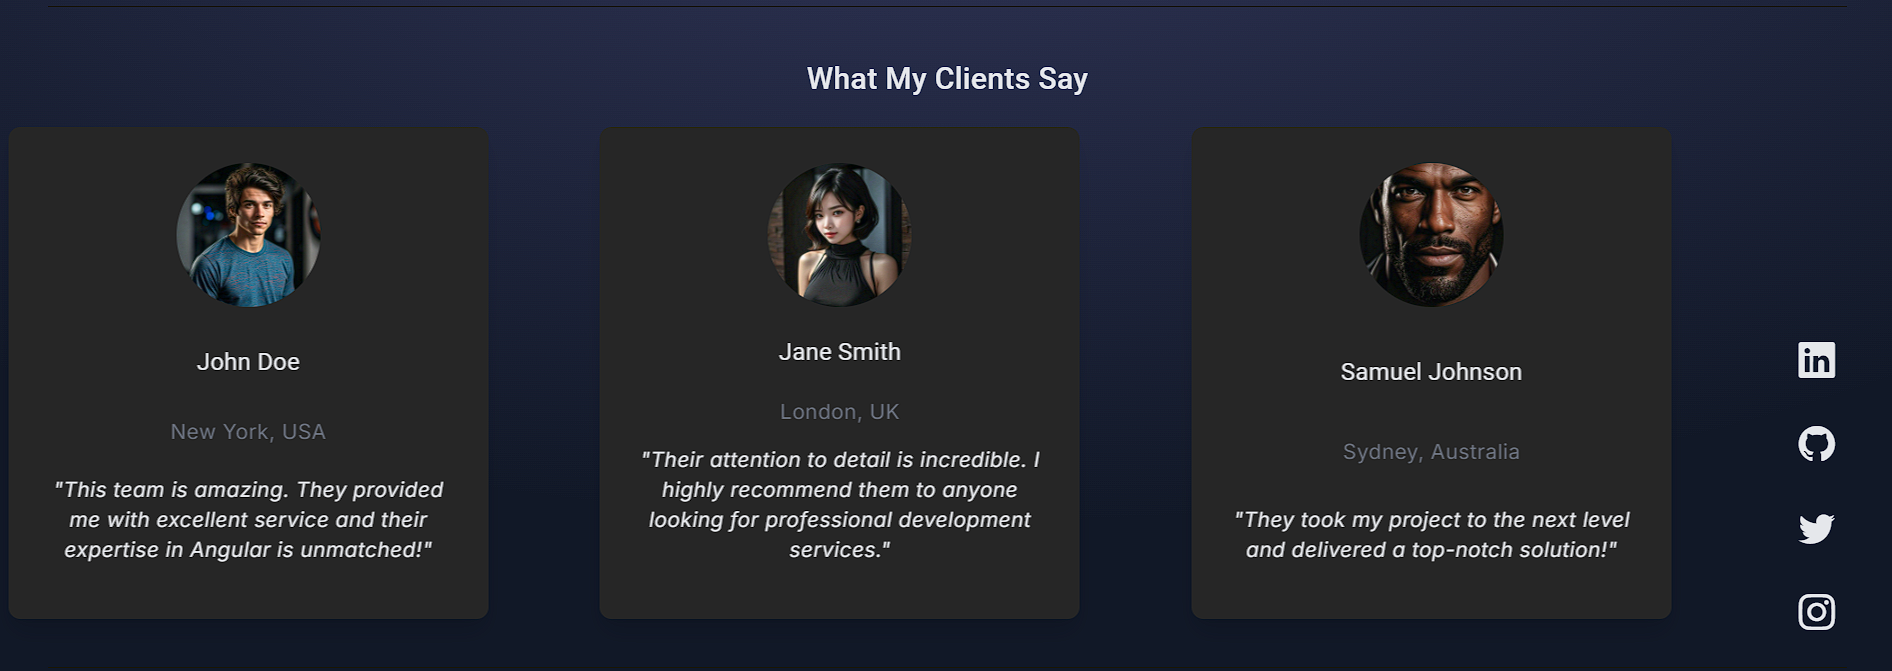 What My Clients Say
John Doe
New York, USA
"This team is amazing. They provided
me with excellent service and their
expertise in Angular is unmatched!"
Jane Smith
London, UK
"Their attention to detail is incredible. I
highly recommend them to anyone
looking for professional development
services."
Samuel Johnson
Sydney, Australia
"They took my project to the next level
and delivered a top-notch solution!"
in